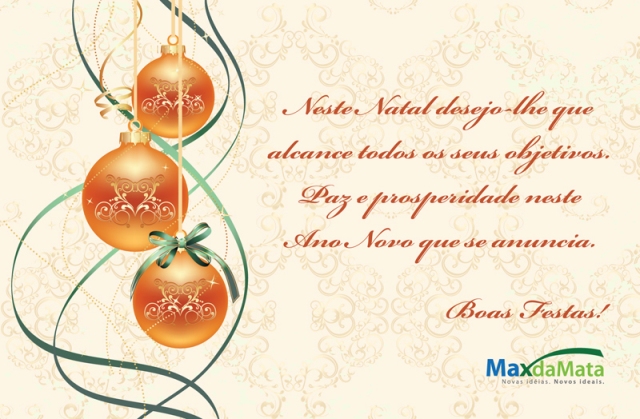 Neste Natal desejo-lhe que
alcance todos os seus objetivos.
Paz e prosperidade neste
Ano Novo que se anuncia.
Boas Festas!
MaxdaMata
Novas idéias. Novos ideais.